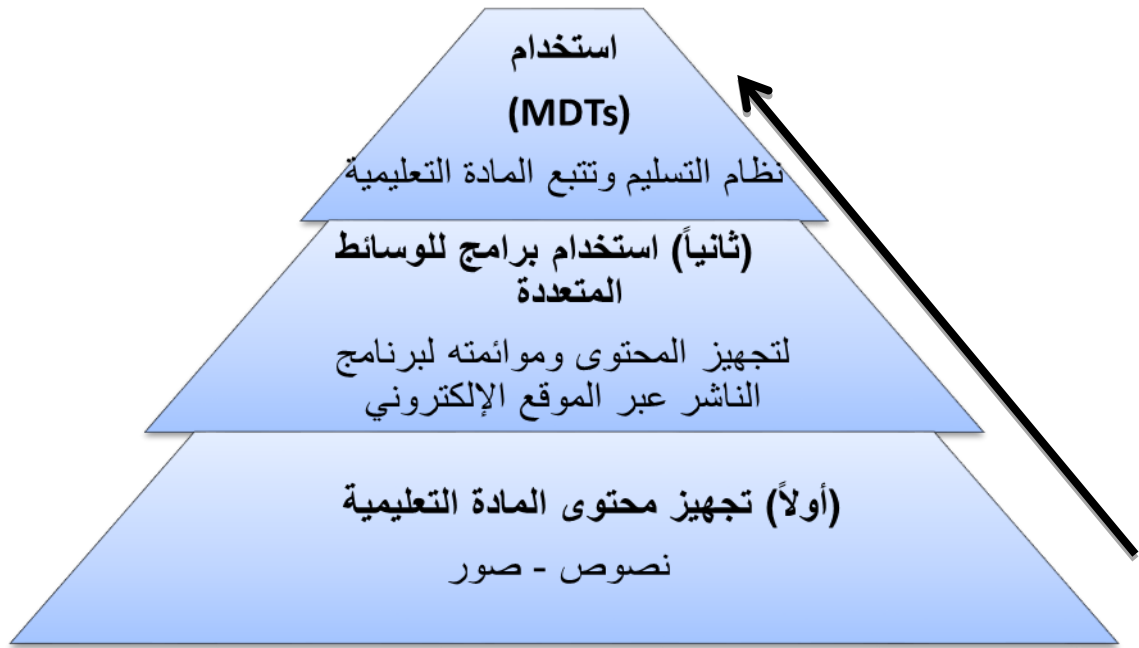 استخدام
(MDTs)
نظام التسليم وتتبع المادة التعليمية
(ثانياً) استخدام برامج للوسائط
المتعددة
لتجهيز المحتوى وموائمته لبرنامج
الناشر عبر الموقع الإلكتروني
(أولاً) تجهيز محتوى المادة التعليمية
نصوص - صور